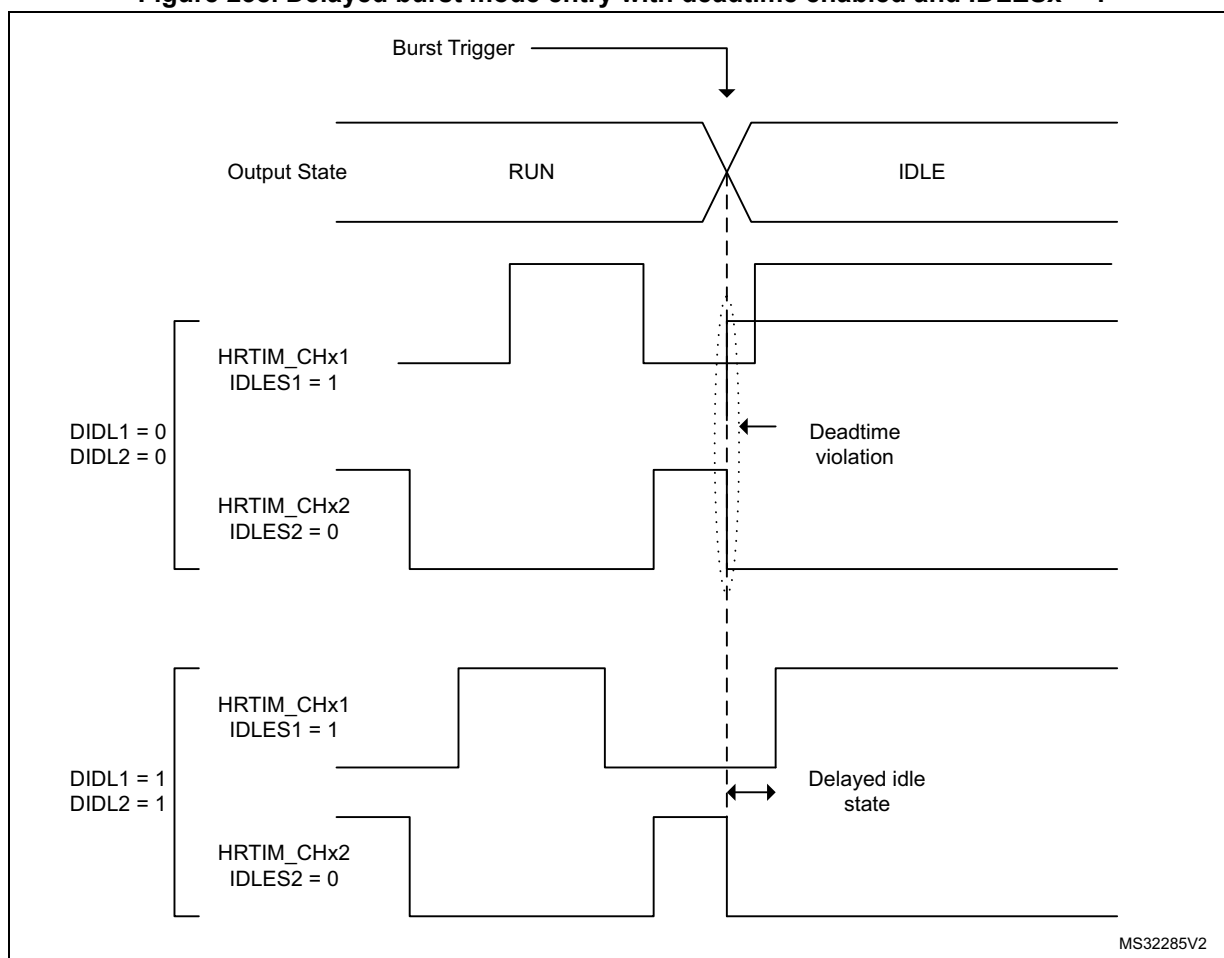 Burst Trigger
Output State
RUN
IDLE
HRTIM_CHx1
IDLES1 = 1
DIDL1 = 0
DIDL2 = 0
Deadtime
violation
HRTIM_CHx2
IDLES2 = 0
HRTIM_CHx1
IDLES1 = 1
DIDL1 = 1
DIDL2 = 1
Delayed idle
state
HRTIM_CHx2
IDLES2 = 0
MS32285V2